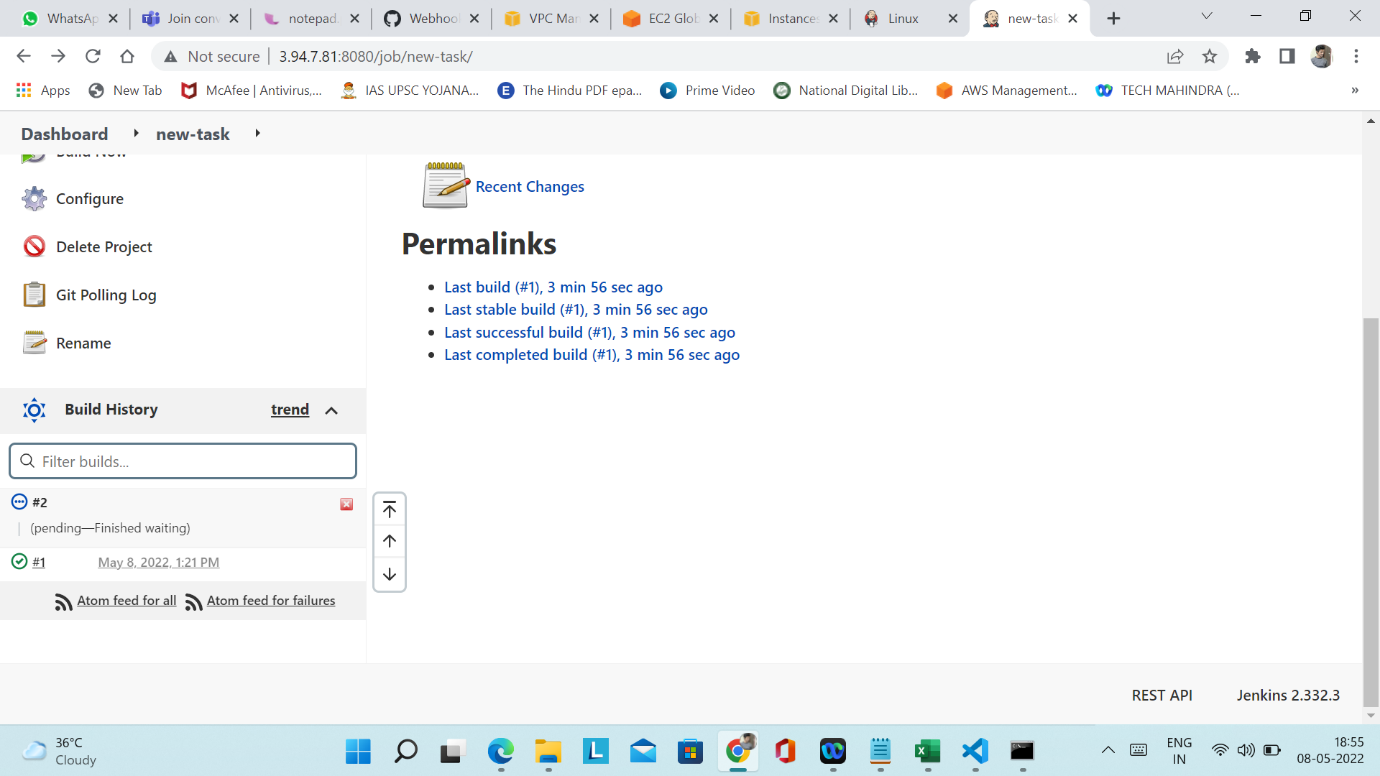 WhatsAp
Join conv
notepad.
Webhoo
VPC Mar
EC2 Glob
Instances
Linux
new-task
Not secure
3.94.7.81:8080/job/new-task/
Apps
New Tab
McAfee | Antivirus,...
IAS UPSC YOJANA...
The Hindu PDF epa...
Prime Video
National Digital Lib...
AWS Management...
TECH MAHINDRA (...
»
Dashboard
new-task
Build Now
Configure
Delete Project
Git Polling Log
Rename
Build History
trend
Filter builds...
#2
(pending—Finished waiting)
#1
May 8, 2022, 1:21 PM
Atom feed for all
Atom feed for failures
Recent Changes
Permalinks
Last build (#1), 3 min 56 sec ago
Last stable build (#1), 3 min 56 sec ago
Last successful build (#1), 3 min 56 sec ago
Last completed build (#1), 3 min 56 sec ago
REST API
Jenkins 2.332.3
36°C
Cloudy
L
ENG
IN
18:55
08-05-2022